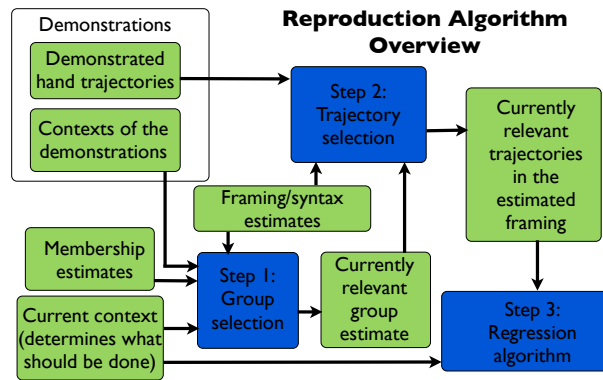 Reproduction Algorithm
Overview
Demonstrations
Demonstrated
hand trajectories
Contexts of the
demonstrations
Step 2:
Trajectory
selection
Currently
relevant
trajectories
in the
estimated
framing
Framing/syntax
estimates
Membership
estimates
Step 1:
Group
selection
Currently
relevant
group
estimate
Current context
(determines what
should be done)
Step 3:
Regression
algorithm